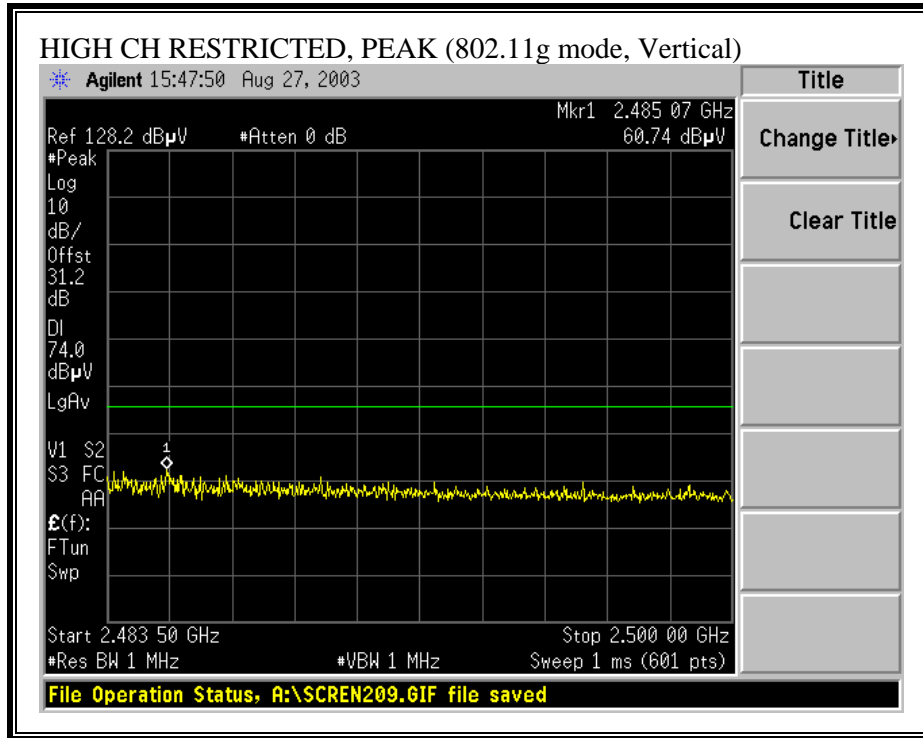 HIGH CH RESTRICTED, PEAK (802.11g mode, Vertical)
Agilent 15:47:50 Aug 27, 2003
Title
Mkr1 2.485 07 GHz
Ref 128.2 dBµV #Atten 0 dB 60.74 dBµV
Change Title
#Peak
Log
10
dB/
Clear Title
Offst
31.2
dB
DI
74.0
dBµV
LgAv
1
V1 S2
S3 FC
AA
£(f):
FTun
Swp
Start 2.483 50 GHz Stop 2.500 00 GHz
#Res BW 1 MHz #VBW 1 MHz Sweep 1 ms (601 pts)
File Operation Status, A:\SCREN209.GIF file saved